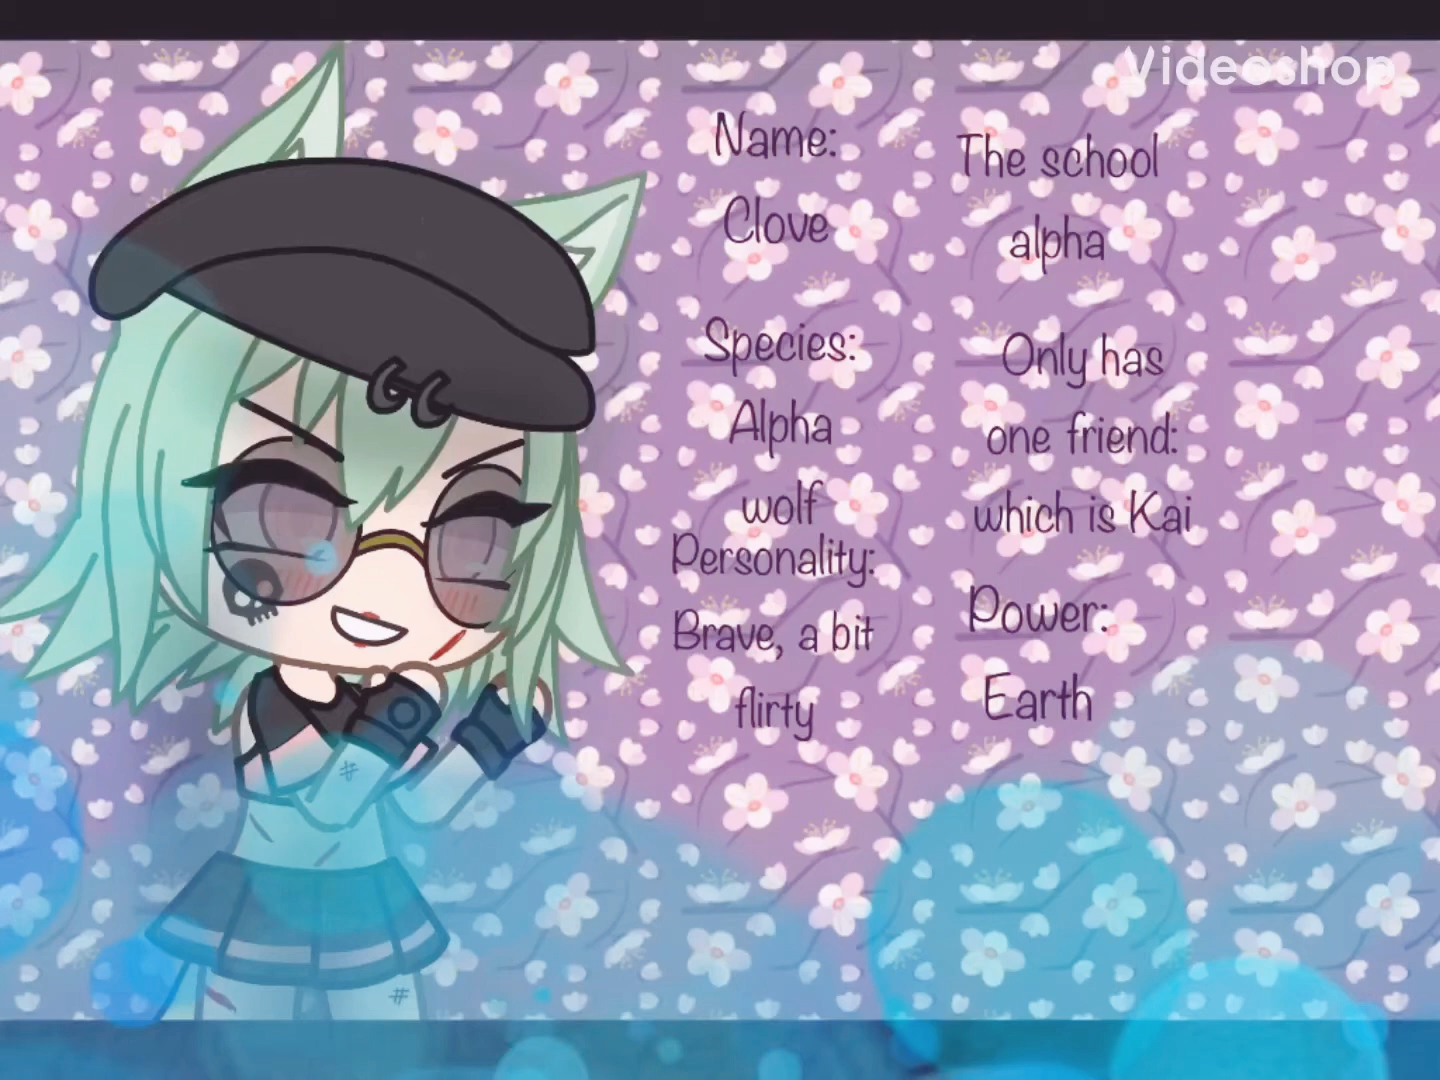 Videoshop
Name:
Clove
Species:
Alpha
wolf
Personality:
Brave, a bit
flirty
The school
alpha
Only has
one friend:
which is Kai
Power:
Earth